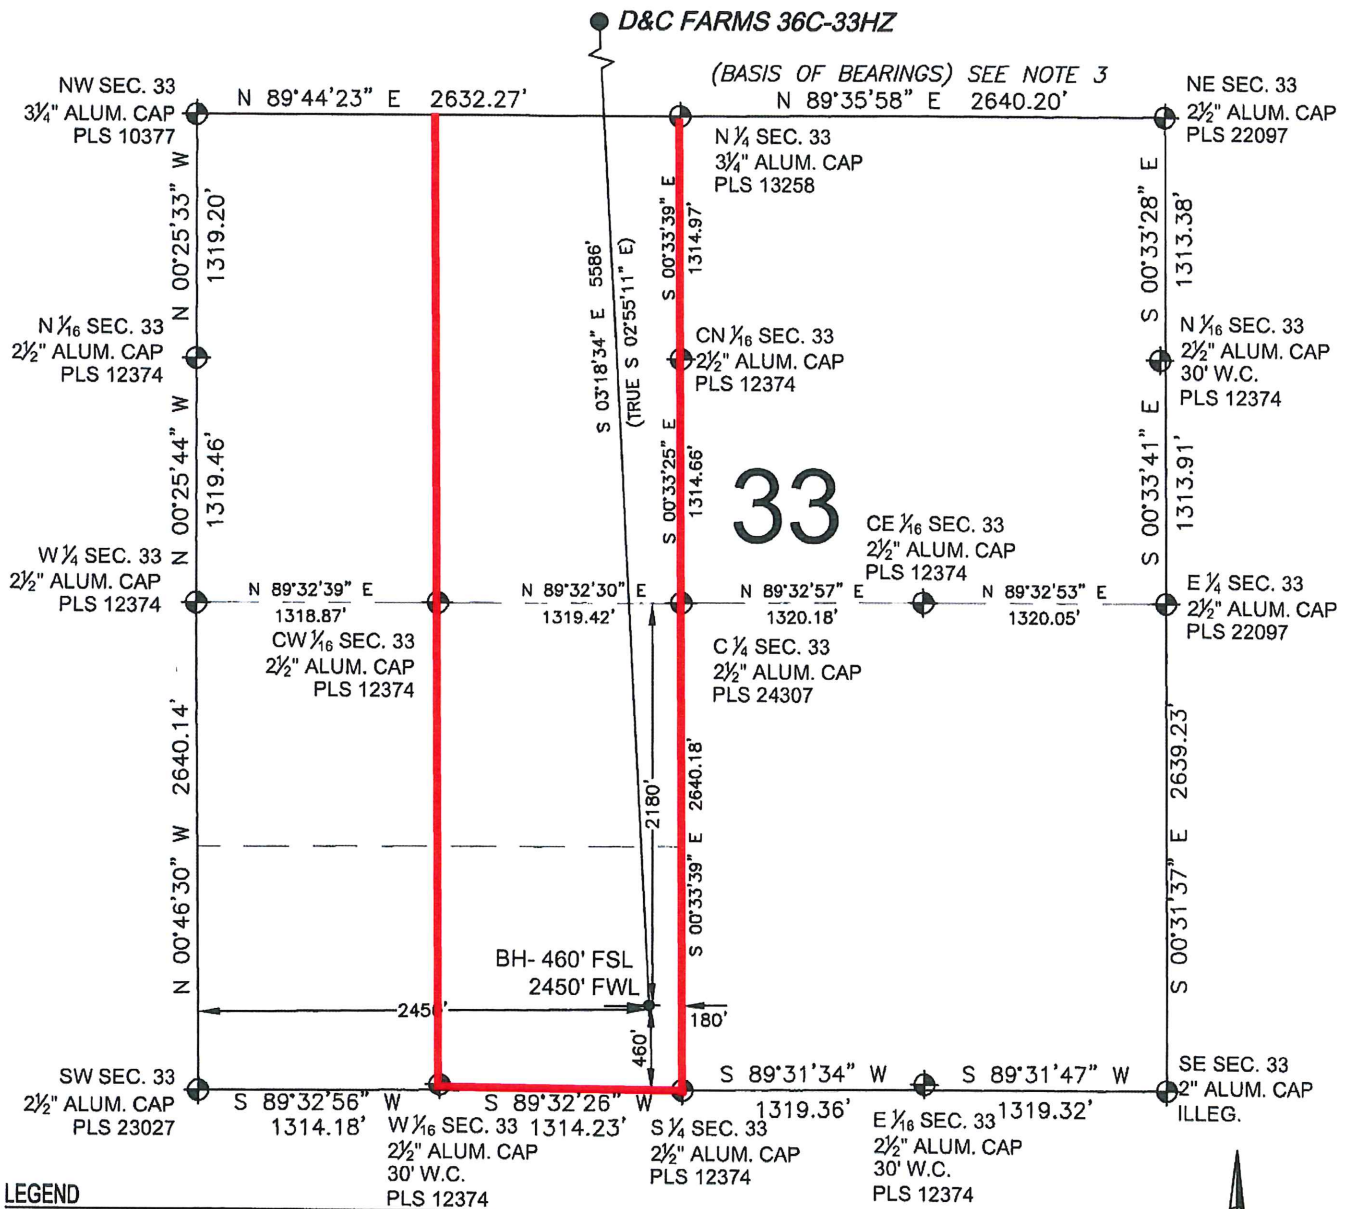 D&C FARMS 36C-33HZ
(BASIS OF BEARINGS) SEE NOTE 3
NW SEC. 33
3¼" ALUM. CAP
PLS 10377
N 89°44'23" E 2632.27'
N 89°35'58" E 2640.20'
NE SEC. 33
2½" ALUM. CAP
PLS 22097
N ¼ SEC. 33
3¼" ALUM. CAP
PLS 13258
N 00°25'33" W
1319.20'
S 03°18'34" E 5586'
(TRUE S 02°55'11" E)
S 00°33'39" E
1314.97'
S 00°33'28" E
1313.38'
N 1/16 SEC. 33
2½" ALUM. CAP
PLS 12374
CN 1/16 SEC. 33
2½" ALUM. CAP
PLS 12374
N 1/16 SEC. 33
2½" ALUM. CAP
30' W.C.
PLS 12374
N 00°25'44" W
1319.46'
S 00°33'25" E
1314.66'
33
S 00°33'41" E
1313.91'
W ¼ SEC. 33
2½" ALUM. CAP
PLS 12374
N 89°32'39" E
1318.87'
N 89°32'30" E
1319.42'
CE 1/16 SEC. 33
2½" ALUM. CAP
PLS 12374
N 89°32'57" E
1320.18'
N 89°32'53" E
1320.05'
E ¼ SEC. 33
2½" ALUM. CAP
PLS 22097
CW 1/16 SEC. 33
2½" ALUM. CAP
PLS 12374
C ¼ SEC. 33
2½" ALUM. CAP
PLS 24307
N 00°46'30" W 2640.14'
2180'
S 00°33'39" E 2640.18'
S 00°31'37" E 2639.23'
BH- 460' FSL
2450' FWL
2450'
180'
460'
SW SEC. 33
2½" ALUM. CAP
PLS 23027
S 89°32'56" W
1314.18'
S 89°32'26" W
1314.23'
S 89°31'34" W
1319.36'
S 89°31'47" W
1319.32'
SE SEC. 33
2" ALUM. CAP
ILLEG.
W 1/16 SEC. 33
2½" ALUM. CAP
30' W.C.
PLS 12374
S ¼ SEC. 33
2½" ALUM. CAP
PLS 12374
E 1/16 SEC. 33
2½" ALUM. CAP
30' W.C.
PLS 12374
LEGEND